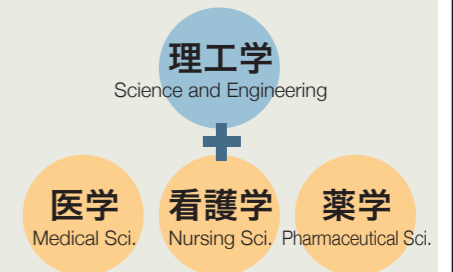 理工学
Science and Engineering
医学
Medical Sci.
看護学
Nursing Sci.
薬学
Pharmaceutical Sci.